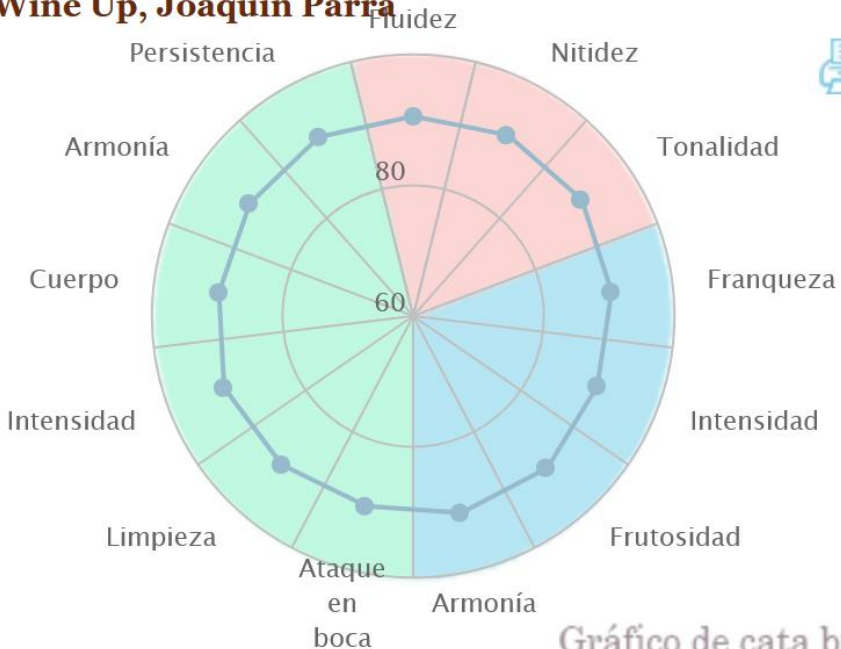 Wine Up, Joaquín Parra
Fluidez
Persistencia
Nitidez
Armonía
Tonalidad
80
Cuerpo
Franqueza
60
Intensidad
Intensidad
Limpieza
Frutosidad
Ataque
en
boca
Armonía
Gráfico de cata